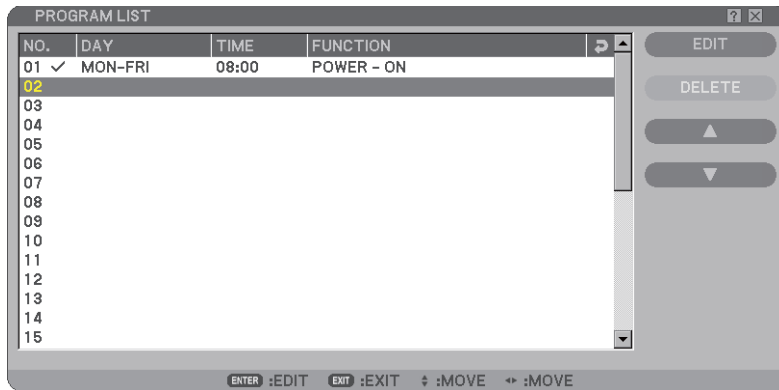 PROGRAM LIST
NO. DAY TIME FUNCTION
01 ✓ MON-FRI 08:00 POWER - ON
02
03
04
05
06
07
08
09
10
11
12
13
14
15
EDIT
DELETE
ENTER :EDIT EXIT :EXIT :MOVE :MOVE